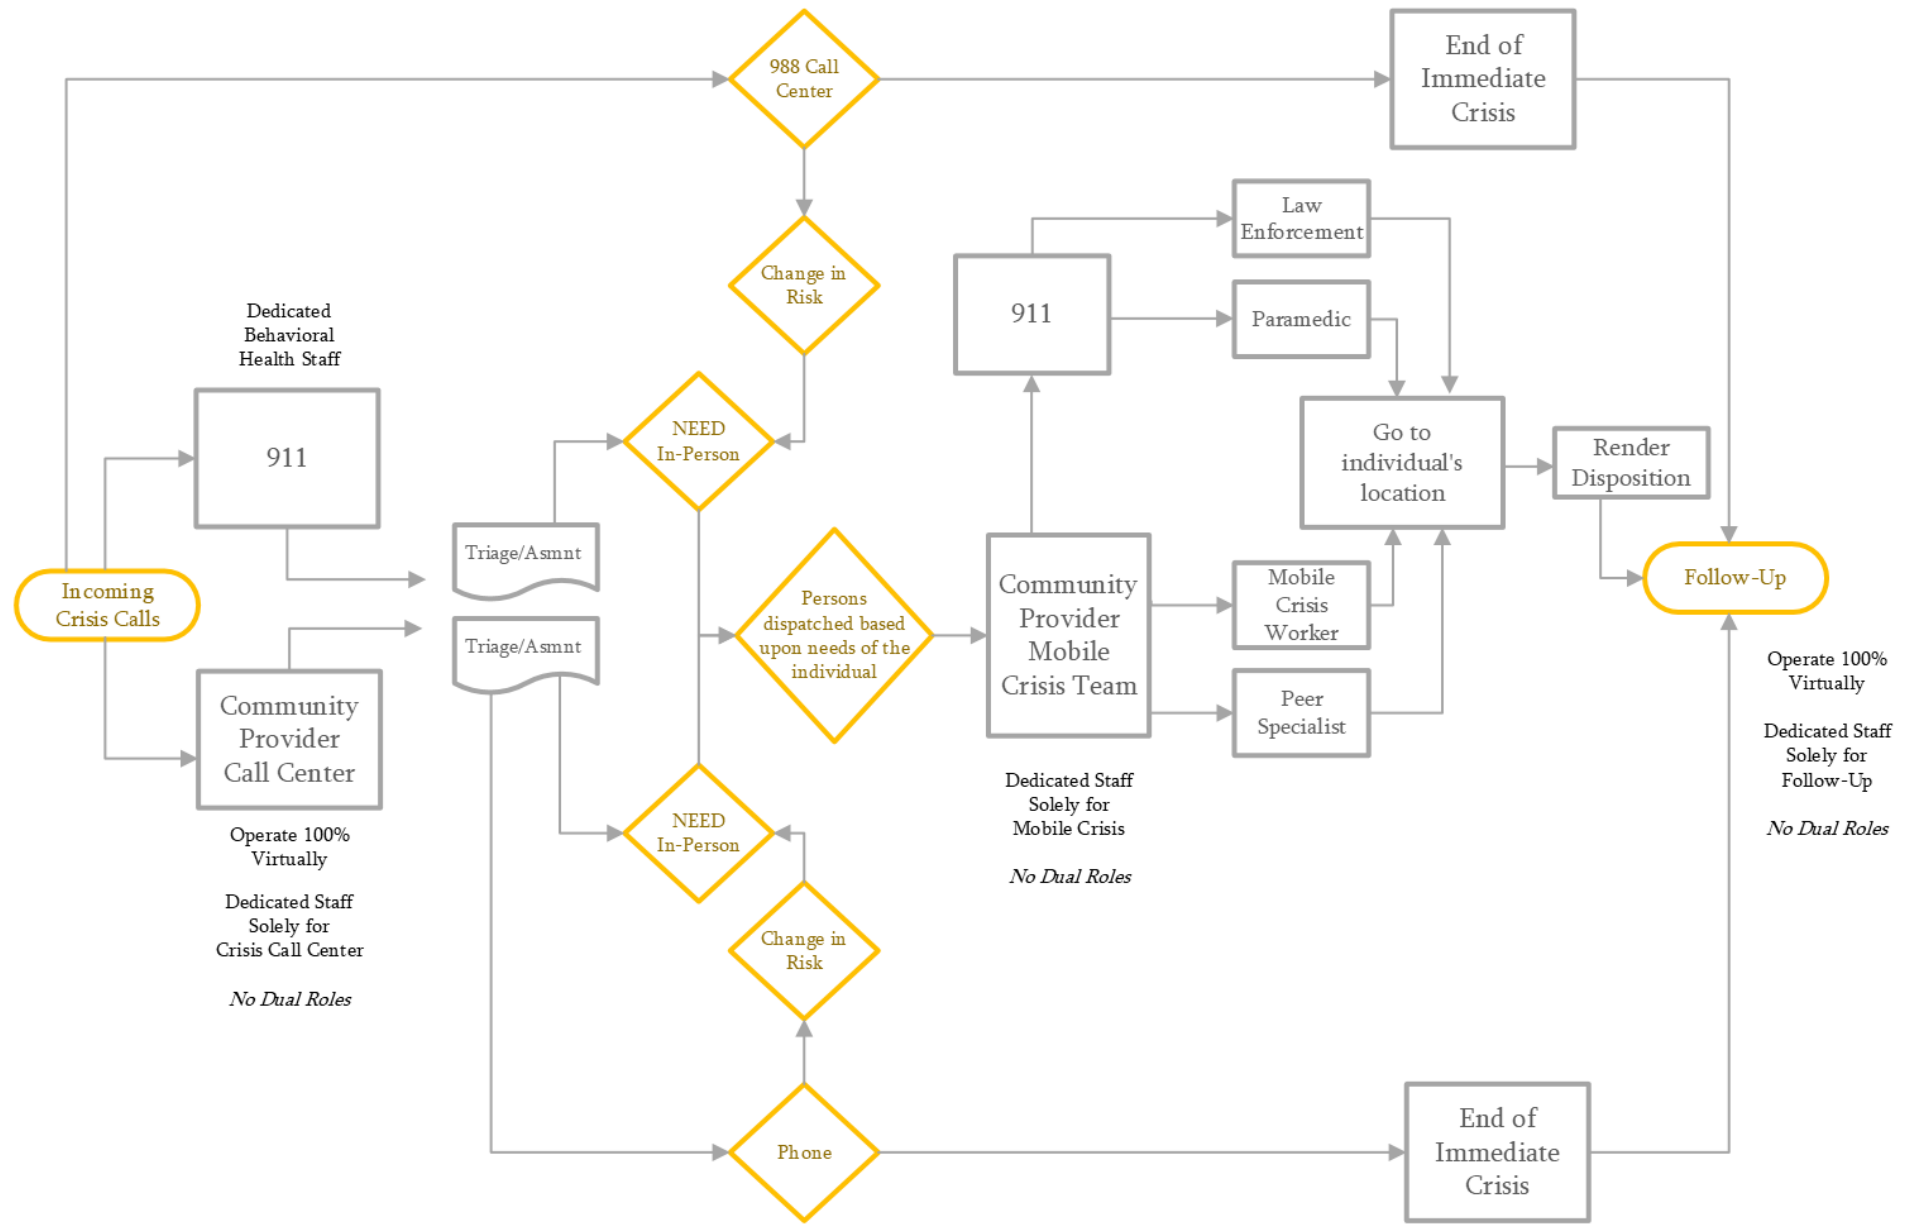 988 Call
Center
End of
Immediate
Crisis
Change in
Risk
Law
Enforcement
911
Paramedic
Dedicated
Behavioral
Health Staff
911
NEED
In-Person
Go to
individual's
location
Render
Disposition
Triage/Asmnt
Incoming
Crisis Calls
Triage/Asmnt
Persons
dispatched based
upon needs of the
individual
Community
Provider
Mobile
Crisis Team
Mobile
Crisis
Worker
Follow-Up
Community
Provider
Call Center
Peer
Specialist
Operate 100%
Virtually
Dedicated Staff
Solely for
Follow-Up
No Dual Roles
Dedicated Staff
Solely for
Mobile Crisis
No Dual Roles
Operate 100%
Virtually
Dedicated Staff
Solely for
Crisis Call Center
No Dual Roles
NEED
In-Person
Change in
Risk
Phone
End of
Immediate
Crisis